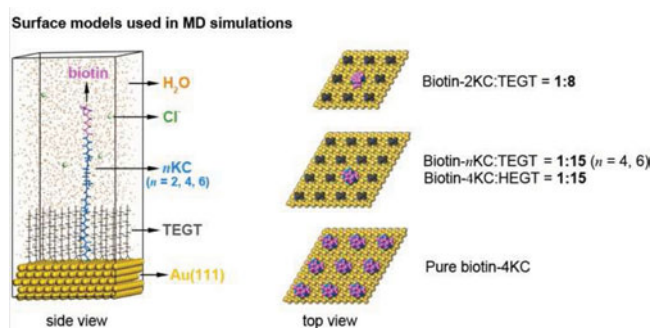 Surface models used in MD simulations
biotin
H₂O
Cl⁻
nKC
(n = 2, 4, 6)
TEGT
Au(111)
side view
Biotin-2KC:TEGT = 1:8
Biotin-nKC:TEGT = 1:15 (n = 4, 6)
Biotin-4KC:HEGT = 1:15
Pure biotin-4KC
top view